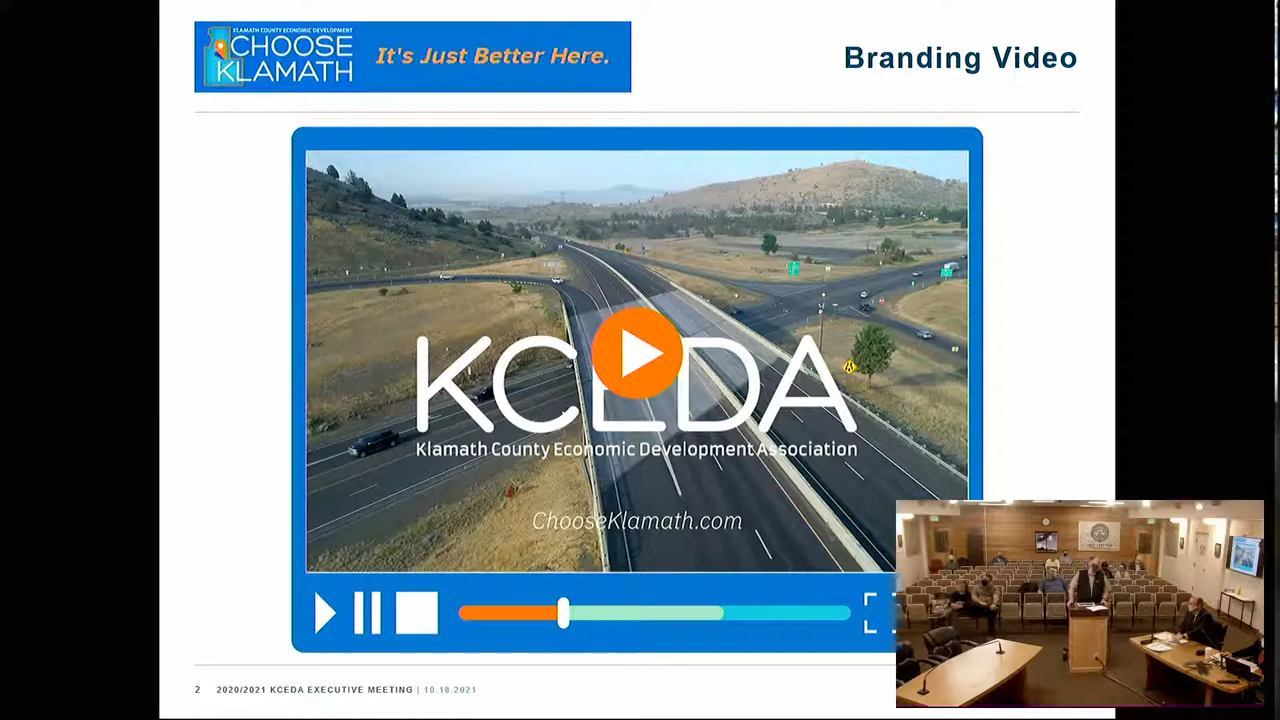 KLAMATH COUNTY ECONOMIC DEVELOPMENT
CHOOSE
KLAMATH
It's Just Better Here.
Branding Video
KCEDA
Klamath County Economic Development Association
ChooseKlamath.com
2 2020/2021 KCEDA EXECUTIVE MEETING | 10.18.2021